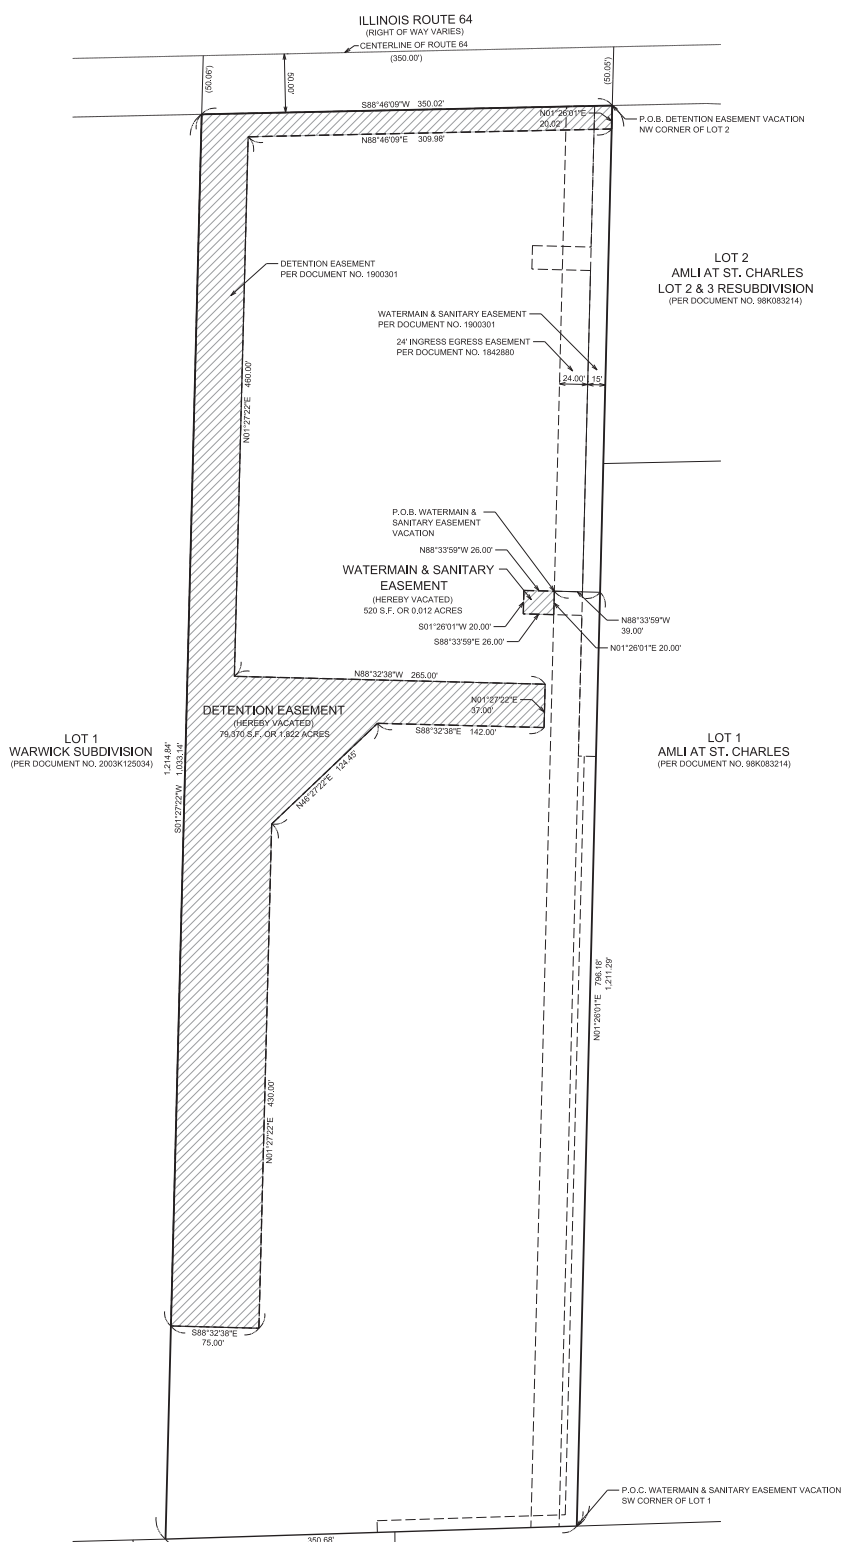 ILLINOIS ROUTE 64
(RIGHT OF WAY VARIES)
CENTERLINE OF ROUTE 64
(350.00')
(50.06')
50.00'
(50.05')
S88°46'09"W 350.02'
N01°26'01"E
20.02'
P.O.B. DETENTION EASEMENT VACATION
NW CORNER OF LOT 2
N88°46'09"E 309.98'
DETENTION EASEMENT
PER DOCUMENT NO. 1900301
LOT 2
AMLI AT ST. CHARLES
LOT 2 & 3 RESUBDIVISION
(PER DOCUMENT NO. 98K083214)
WATERMAIN & SANITARY EASEMENT
PER DOCUMENT NO. 1900301
24' INGRESS EGRESS EASEMENT
PER DOCUMENT NO. 1842880
24.00'
15'
N01°27'22"E 460.00'
P.O.B. WATERMAIN &
SANITARY EASEMENT
VACATION
N88°33'59"W 26.00'
WATERMAIN & SANITARY
EASEMENT
(HEREBY VACATED)
520 S.F. OR 0.012 ACRES
S01°26'01"W 20.00'
S88°33'59"E 26.00'
N88°33'59"W
39.00'
N01°26'01"E 20.00'
N88°32'38"W 265.00'
N01°27'22"E
37.00'
DETENTION EASEMENT
(HEREBY VACATED)
79,370 S.F. OR 1.822 ACRES
S88°32'38"E 142.00'
LOT 1
WARWICK SUBDIVISION
(PER DOCUMENT NO. 2003K125034)
1,214.84'
S01°27'22"W 1,033.14'
N46°27'22"E 124.45'
LOT 1
AMLI AT ST. CHARLES
(PER DOCUMENT NO. 98K083214)
N01°26'01"E 796.18'
1,211.29'
N01°27'22"E 430.00'
S88°32'38"E
75.00'
P.O.C. WATERMAIN & SANITARY EASEMENT VACATION
SW CORNER OF LOT 1
350.68'